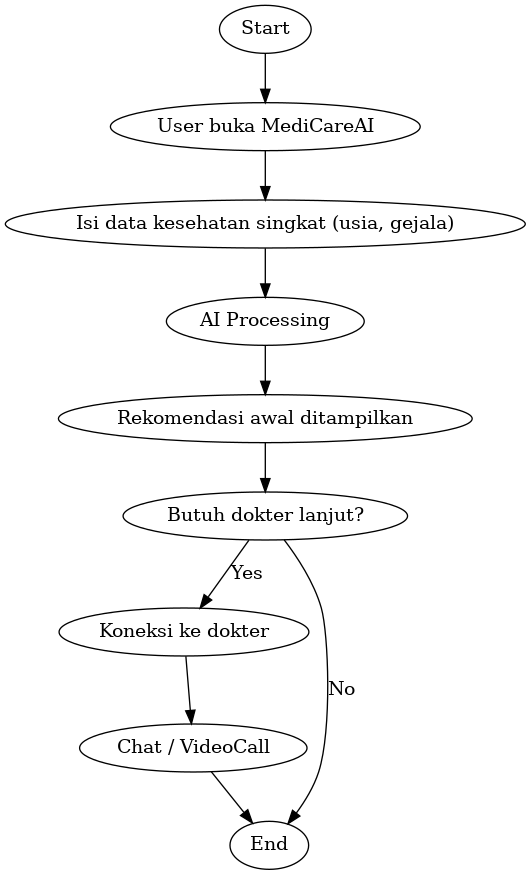 Start
User buka MediCareAI
Isi data kesehatan singkat (usia, gejala)
AI Processing
Rekomendasi awal ditampilkan
Butuh dokter lanjut?
Yes
Koneksi ke dokter
No
Chat / VideoCall
End